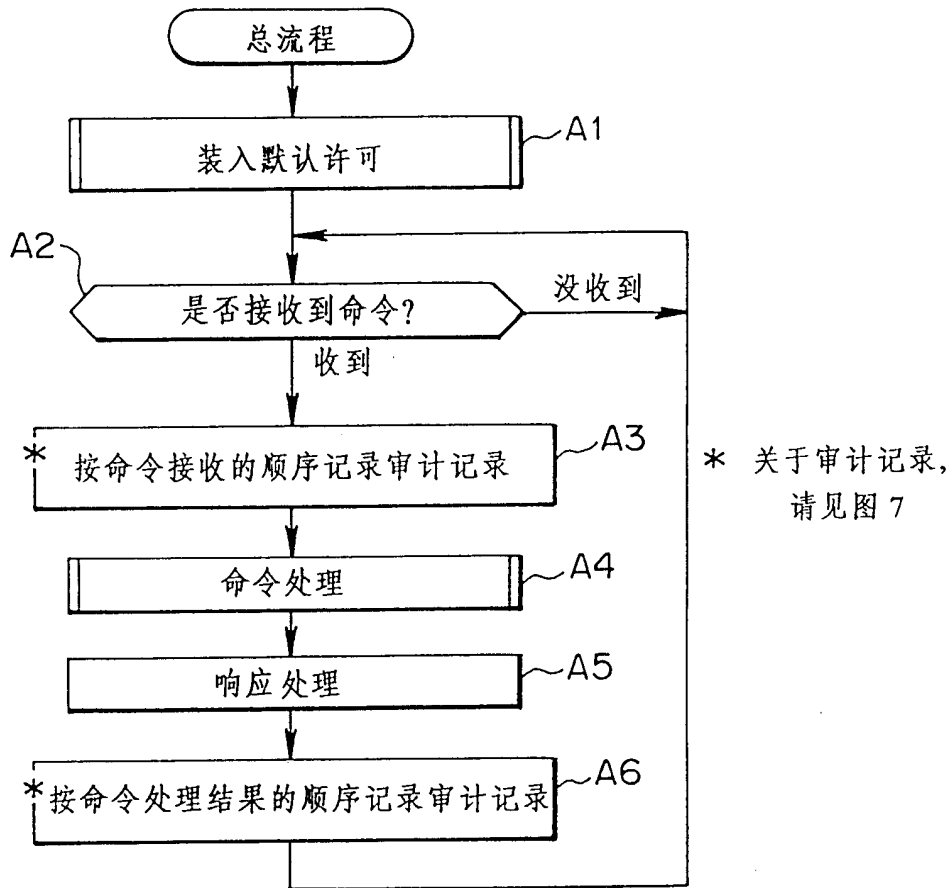 总流程
A1
装入默认许可
A2
是否接收到命令?
没收到
收到
A3
* 按命令接收的顺序记录审计记录
* 关于审计记录,
请见图 7
A4
命令处理
A5
响应处理
A6
* 按命令处理结果的顺序记录审计记录